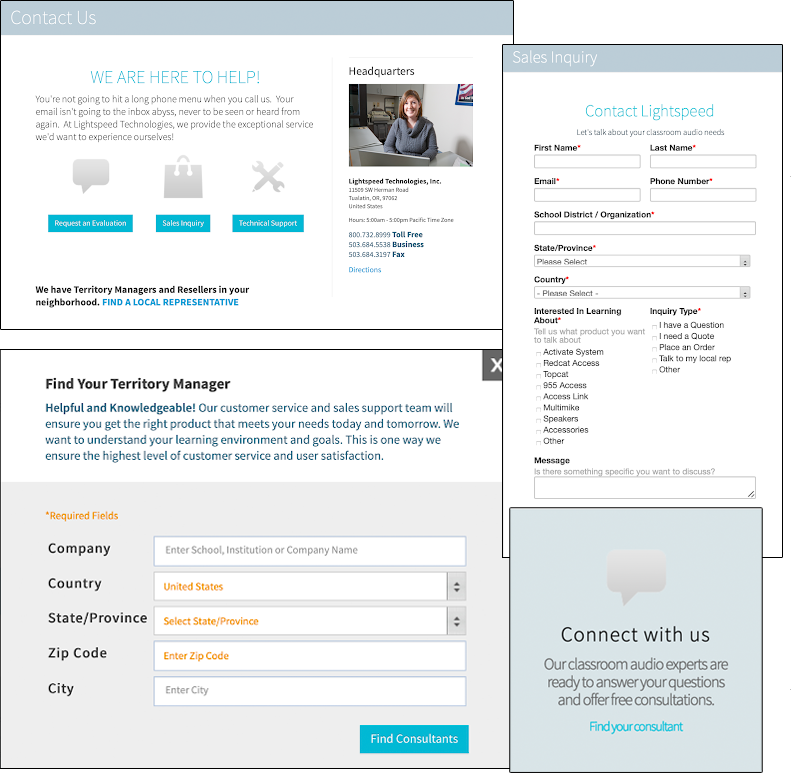 Contact Us
WE ARE HERE TO HELP!
You're not going to hit a long phone menu when you call us. Your
email isn't going to the inbox abyss, never to be seen or heard from
again. At Lightspeed Technologies, we provide the exceptional service
we'd want to experience ourselves!
Request an Evaluation
Sales Inquiry
Technical Support
We have Territory Managers and Resellers in your
neighborhood. FIND A LOCAL REPRESENTATIVE
Headquarters
Lightspeed Technologies, Inc.
11509 SW Herman Road
Tualatin, OR, 97062
United States
Hours: 5:00am - 5:00pm Pacific Time Zone
800.732.8999 Toll Free
503.684.5538 Business
503.684.3197 Fax
Directions
Sales Inquiry
Contact Lightspeed
Let's talk about your classroom audio needs
First Name*
Last Name*
Email*
Phone Number*
School District / Organization*
State/Province*
Please Select
Country*
- Please Select -
Interested In Learning
About*
Tell us what product you want
to talk about
Activate System
Redcat Access
Topcat
955 Access
Access Link
Multimike
Speakers
Accessories
Other
Inquiry Type*
I have a Question
I need a Quote
Place an Order
Talk to my local rep
Other
Message
Is there something specific you want to discuss?
X
Find Your Territory Manager
Helpful and Knowledgeable! Our customer service and sales support team will
ensure you get the right product that meets your needs today and tomorrow. We
want to understand your learning environment and goals. This is one way we
ensure the highest level of customer service and user satisfaction.
*Required Fields
Company
Enter School, Institution or Company Name
Country
United States
State/Province
Select State/Province
Zip Code
Enter Zip Code
City
Enter City
Find Consultants
Connect with us
Our classroom audio experts are
ready to answer your questions
and offer free consultations.
Find your consultant